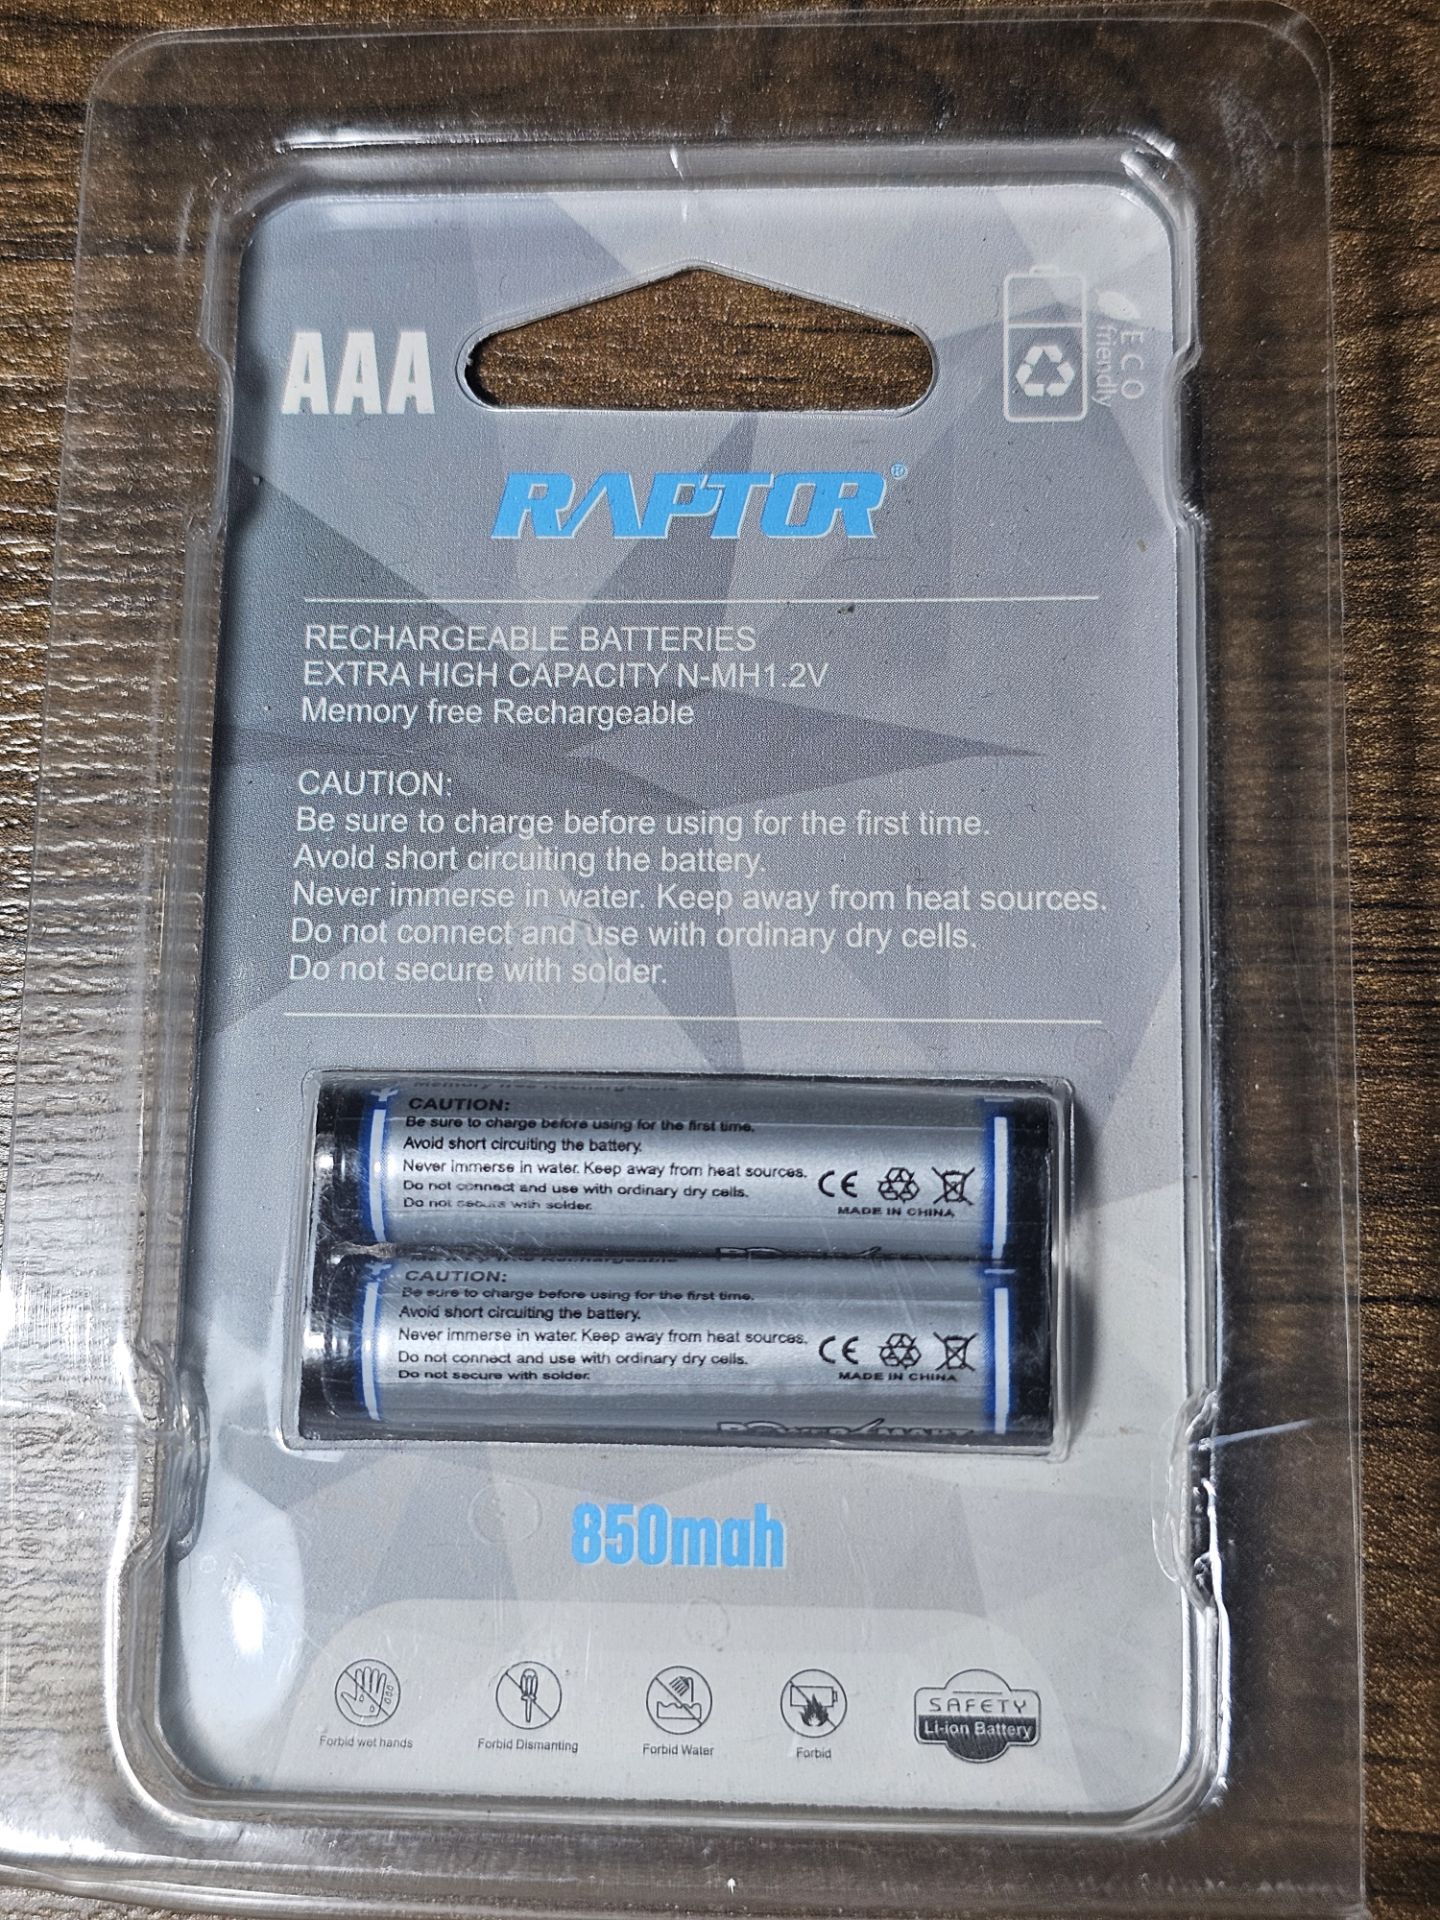 AAA
ECO
friendly
RAPTOR®
RECHARGEABLE BATTERIES
EXTRA HIGH CAPACITY N-MH1.2V
Memory free Rechargeable
CAUTION:
Be sure to charge before using for the first time.
Avold short circuiting the battery.
Never immerse in water. Keep away from heat sources.
Do not connect and use with ordinary dry cells.
Do not secure with solder.
+ -
Memory free Rechargeable
CAUTION:
Be sure to charge before using for the first time.
Avoid short circuiting the battery.
Never immerse in water. Keep away from heat sources.
Do not connect and use with ordinary dry cells.
Do not secure with solder.
CE
MADE IN CHINA
+ -
Rechargeable
CAUTION:
Be sure to charge before using for the first time.
Avoid short circuiting the battery.
Never immerse in water. Keep away from heat sources.
Do not connect and use with ordinary dry cells.
Do not secure with solder.
CE
MADE IN CHINA
850mah
Forbid wet hands
Forbid Dismanting
Forbid Water
Forbid
SAFETY
Li-ion Battery